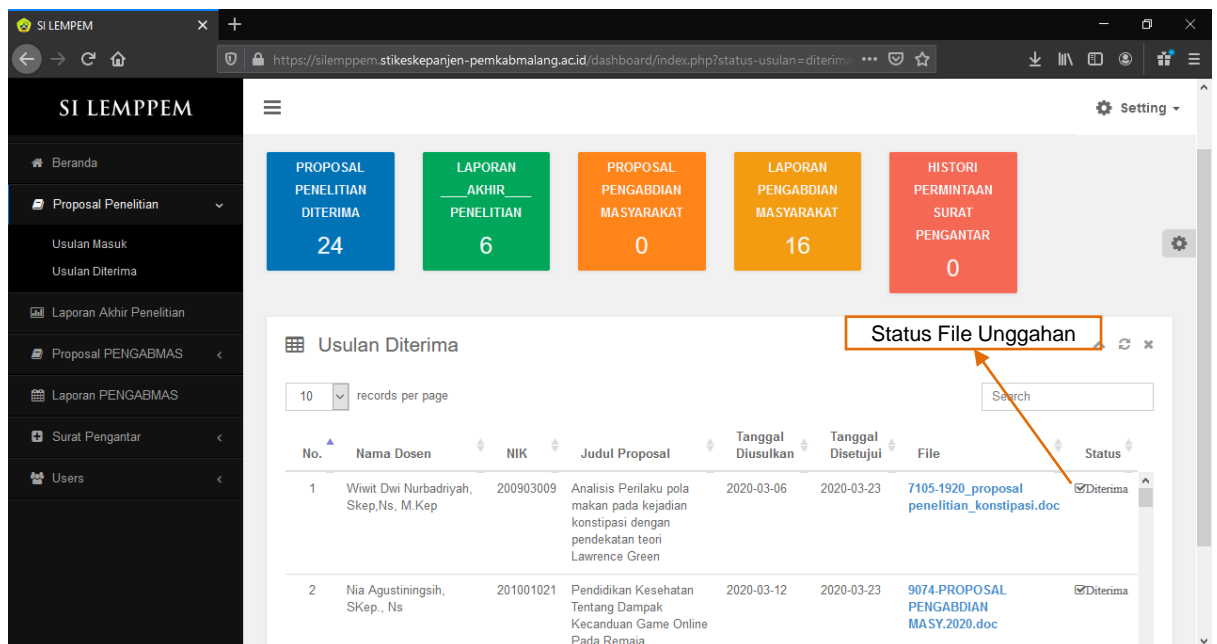 SI LEMPEM
https://silemppem.stikeskepanjen-pemkabmalang.ac.id/dashboard/index.php?status-usulan=diterima
SI LEMPPEM
Setting
Beranda
Proposal Penelitian
Usulan Masuk
Usulan Diterima
Laporan Akhir Penelitian
Proposal PENGABMAS
Laporan PENGABMAS
Surat Pengantar
Users
PROPOSAL
PENELITIAN
DITERIMA
24
LAPORAN
___AKHIR___
PENELITIAN
6
PROPOSAL
PENGABDIAN
MASYARAKAT
0
LAPORAN
PENGABDIAN
MASYARAKAT
16
HISTORI
PERMINTAAN
SURAT
PENGANTAR
0
Status File Unggahan
Usulan Diterima
10 records per page
Search
No. Nama Dosen NIK Judul Proposal Tanggal Diusulkan Tanggal Disetujui File Status
1 Wiwit Dwi Nurbadriyah, 200903009 Analisis Perilaku pola 2020-03-06 2020-03-23 7105-1920_proposal Diterima
Skep,Ns, M.Kep makan pada kejadian penelitian_konstipasi.doc
konstipasi dengan
pendekatan teori
Lawrence Green
2 Nia Agustiningsih, 201001021 Pendidikan Kesehatan 2020-03-12 2020-03-23 9074-PROPOSAL Diterima
SKep., Ns Tentang Dampak PENGABDIAN
Kecanduan Game Online MASY.2020.doc
Pada Remaja